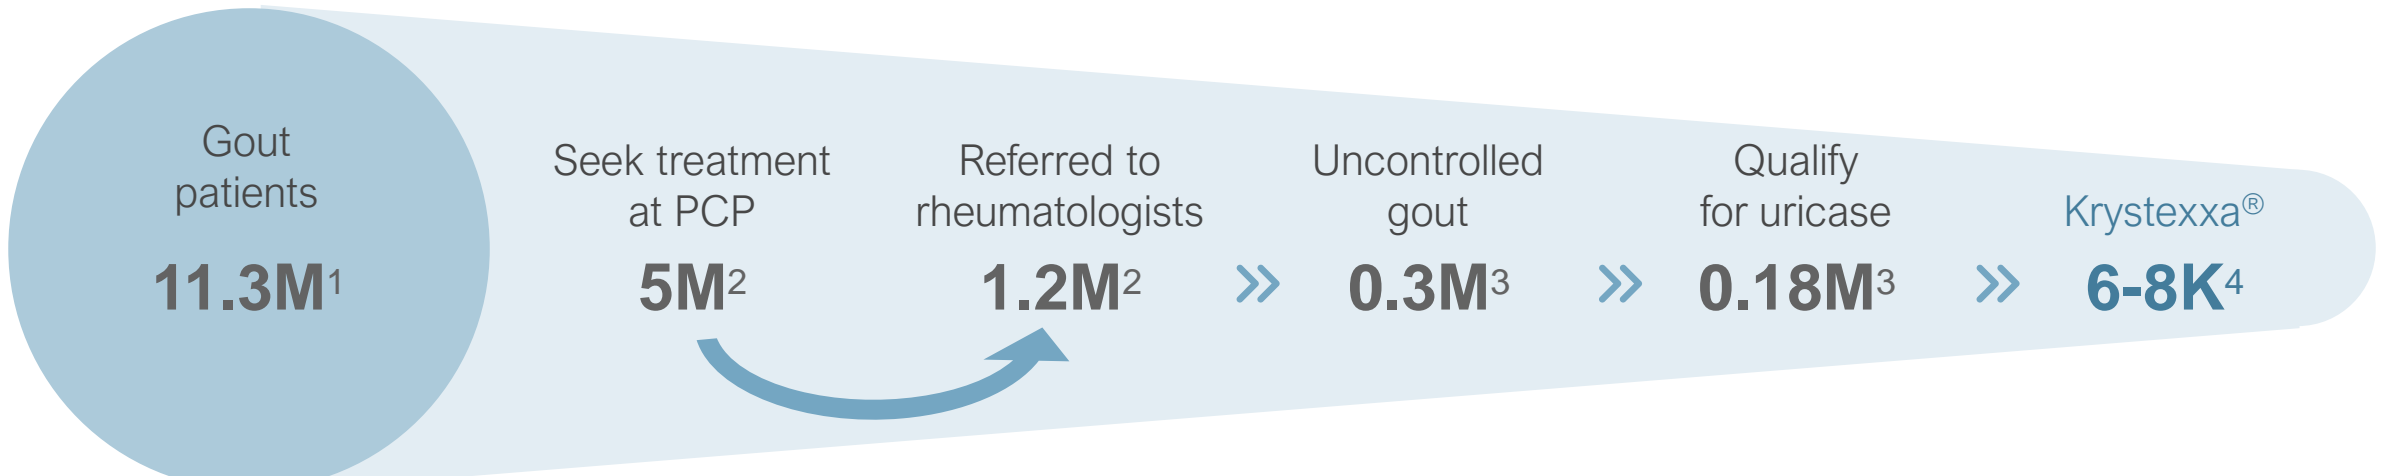 Gout
patients
11.3M1
Seek treatment
at PCP
5M2
Referred to
rheumatologists
1.2M2
Uncontrolled
gout
0.3M3
Qualify
for uricase
0.18M3
Krystexxa®
6-8K4